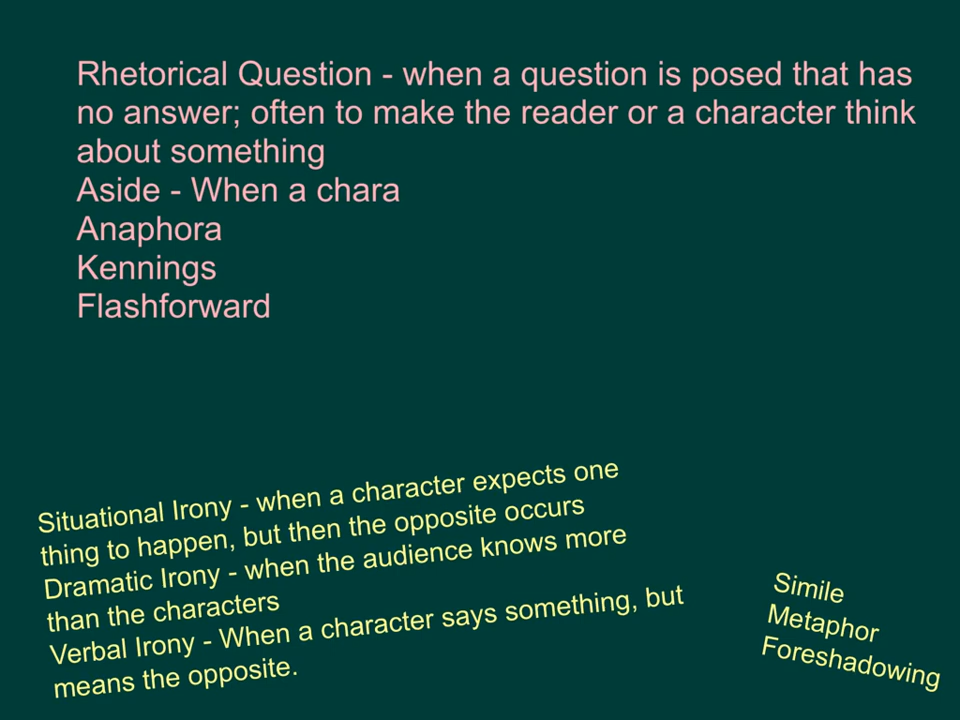 Rhetorical Question - when a question is posed that has
no answer; often to make the reader or a character think
about something
Aside - When a chara
Anaphora
Kennings
Flashforward
Situational Irony - when a character expects one
thing to happen, but then the opposite occurs
Dramatic Irony - when the audience knows more
than the characters
Verbal Irony - When a character says something, but
means the opposite.
Simile
Metaphor
Foreshadowing